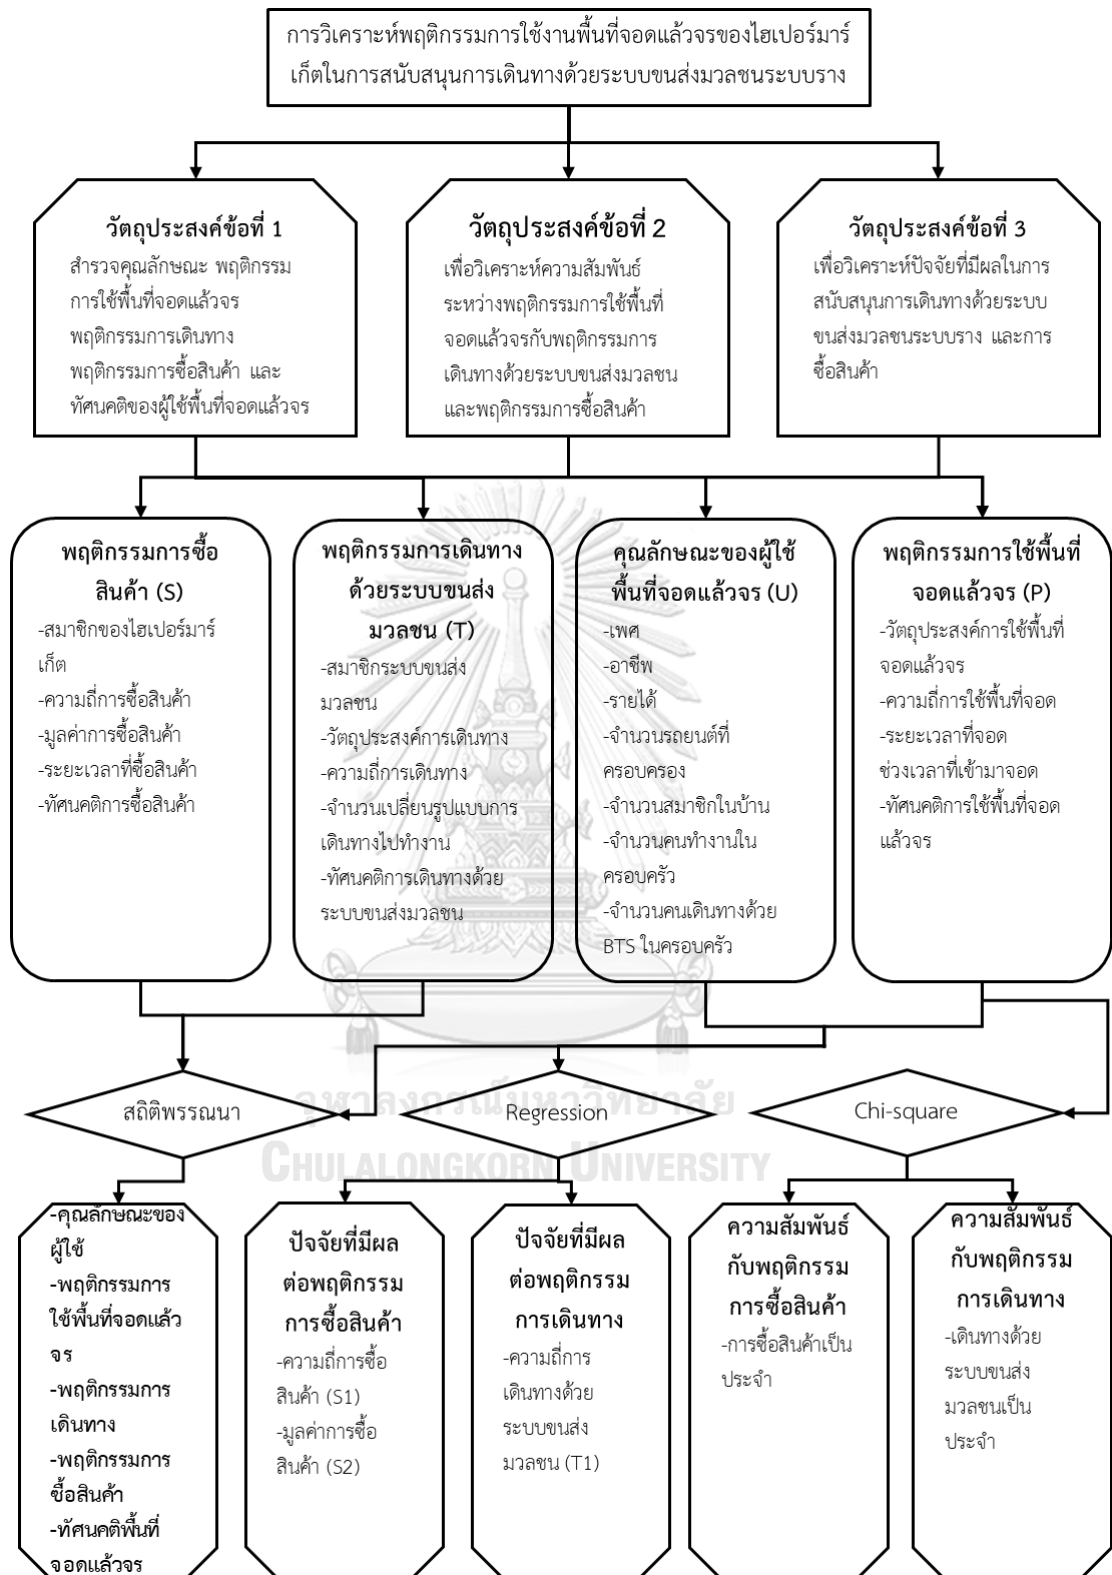 การวิเคราะห์พฤติกรรมการใช้งานพื้นที่จอดแล้วจรของไฮเปอร์มาร์
เก็ตในการสนับสนุนการเดินทางด้วยระบบขนส่งมวลชนระบบราง
วัตถุประสงค์ข้อที่ 1
สำรวจคุณลักษณะ พฤติกรรม
การใช้พื้นที่จอดแล้วจร
พฤติกรรมการเดินทาง
พฤติกรรมการซื้อสินค้า และ
ทัศนคติของผู้ใช้พื้นที่จอดแล้วจร
วัตถุประสงค์ข้อที่ 2
เพื่อวิเคราะห์ความสัมพันธ์
ระหว่างพฤติกรรมการใช้พื้นที่
จอดแล้วจรกับพฤติกรรมการ
เดินทางด้วยระบบขนส่งมวลชน
และพฤติกรรมการซื้อสินค้า
วัตถุประสงค์ข้อที่ 3
เพื่อวิเคราะห์ปัจจัยที่มีผลในการ
สนับสนุนการเดินทางด้วยระบบ
ขนส่งมวลชนระบบราง และการ
ซื้อสินค้า
พฤติกรรมการซื้อ
สินค้า (S)
-สมาชิกของไฮเปอร์มาร์
เก็ต
-ความถี่การซื้อสินค้า
-มูลค่าการซื้อสินค้า
-ระยะเวลาที่ซื้อสินค้า
-ทัศนคติการซื้อสินค้า
พฤติกรรมการเดินทาง
ด้วยระบบขนส่ง
มวลชน (T)
-สมาชิกระบบขนส่ง
มวลชน
-วัตถุประสงค์การเดินทาง
-ความถี่การเดินทาง
-จำนวนเปลี่ยนรูปแบบการ
เดินทางไปทำงาน
-ทัศนคติการเดินทางด้วย
ระบบขนส่งมวลชน
คุณลักษณะของผู้ใช้
พื้นที่จอดแล้วจร (U)
-เพศ
-อาชีพ
-รายได้
-จำนวนรถยนต์ที่
ครอบครอง
-จำนวนสมาชิกในบ้าน
-จำนวนคนทำงานใน
ครอบครัว
-จำนวนคนเดินทางด้วย
BTS ในครอบครัว
พฤติกรรมการใช้พื้นที่
จอดแล้วจร (P)
-วัตถุประสงค์การใช้พื้นที่
จอดแล้วจร
-ความถี่การใช้พื้นที่จอด
-ระยะเวลาที่จอด
ช่วงเวลาที่เข้ามาจอด
-ทัศนคติการใช้พื้นที่จอด
แล้วจร
สถิติพรรณนา
Regression
Chi-square
จุฬาลงกรณ์มหาวิทยาลัย
CHULALONGKORN UNIVERSITY
-คุณลักษณะของ
ผู้ใช้
-พฤติกรรมการ
ใช้พื้นที่จอดแล้ว
จร
-พฤติกรรมการ
เดินทาง
-พฤติกรรมการ
ซื้อสินค้า
-ทัศนคติพื้นที่
จอดแล้วจร
ปัจจัยที่มีผล
ต่อพฤติกรรม
การซื้อสินค้า
-ความถี่การซื้อ
สินค้า (S1)
-มูลค่าการซื้อ
สินค้า (S2)
ปัจจัยที่มีผล
ต่อพฤติกรรม
การเดินทาง
-ความถี่การ
เดินทางด้วย
ระบบขนส่ง
มวลชน (T1)
ความสัมพันธ์
กับพฤติกรรม
การซื้อสินค้า
-การซื้อสินค้าเป็น
ประจำ
ความสัมพันธ์
กับพฤติกรรม
การเดินทาง
-เดินทางด้วย
ระบบขนส่ง
มวลชนเป็น
ประจำ